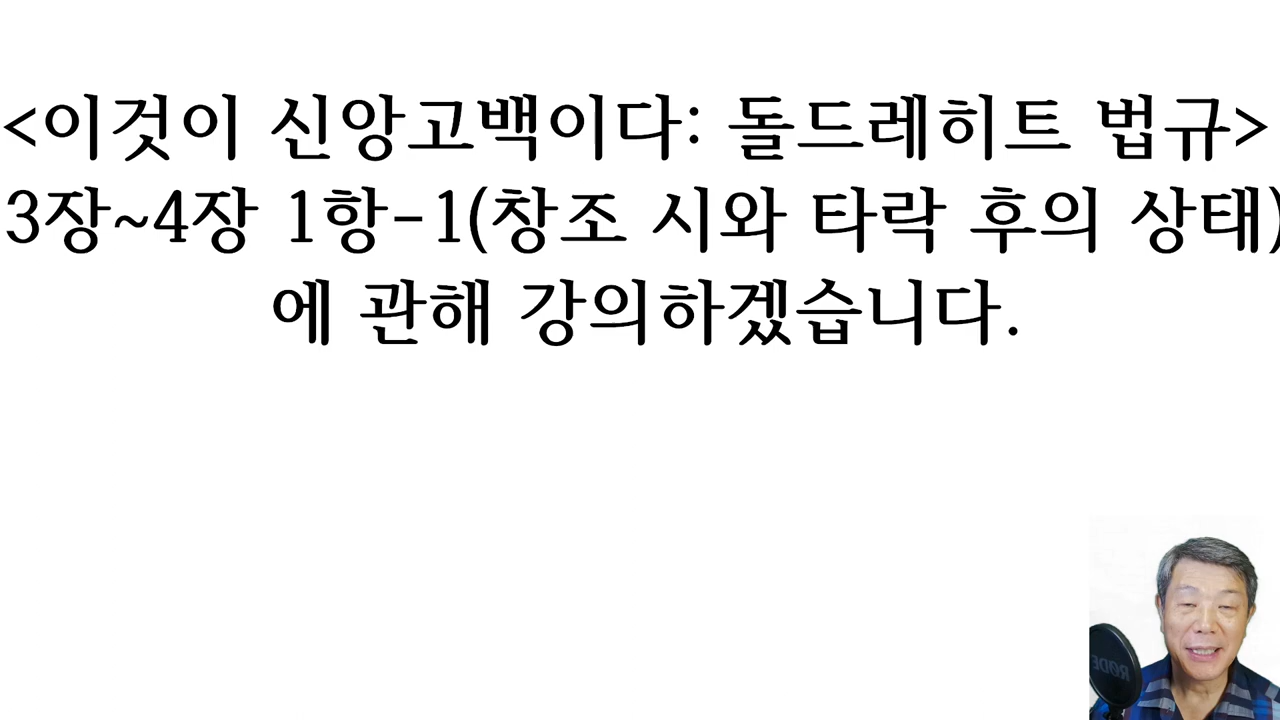 <이것이 신앙고백이다: 돌드레히트 법규>
3장~4장 1항-1(창조 시와 타락 후의 상태)
에 관해 강의하겠습니다.
RØDE